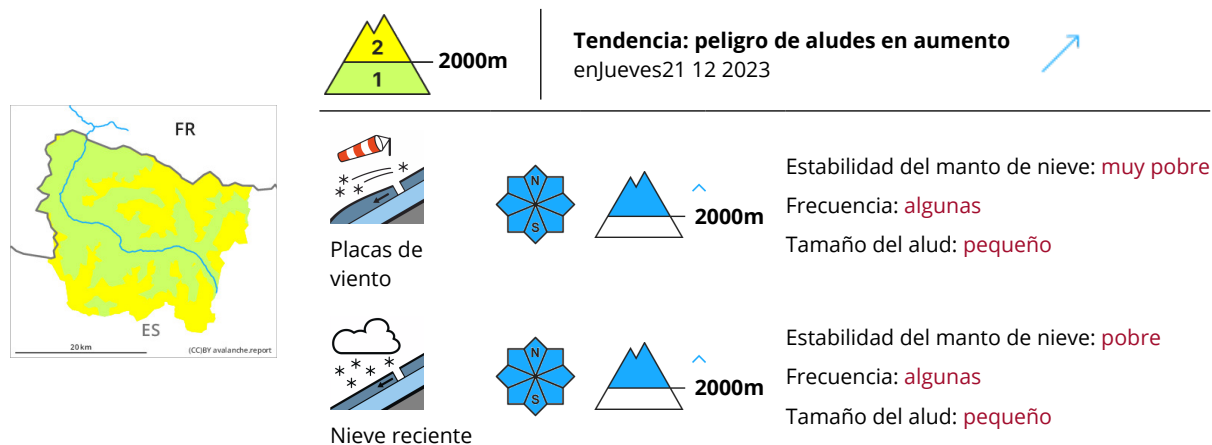 2
1
2000m
Tendencia: peligro de aludes en aumento
enJueves21 12 2023
FR
ES
20 km
(CC)BY avalanche.report
N
S
2000m
Placas de
viento
Estabilidad del manto de nieve: muy pobre
Frecuencia: algunas
Tamaño del alud: pequeño
N
S
2000m
Nieve reciente
Estabilidad del manto de nieve: pobre
Frecuencia: algunas
Tamaño del alud: pequeño